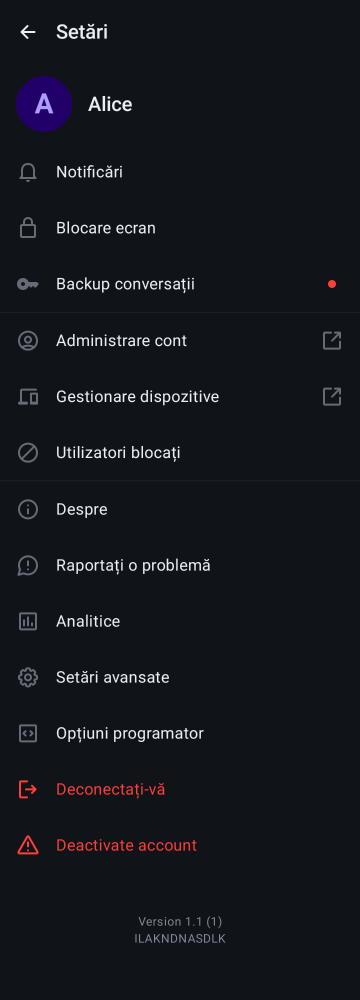 Setări
A
Alice
Notificări
Blocare ecran
Backup conversații
Administrare cont
Gestionare dispozitive
Utilizatori blocați
Despre
Raportați o problemă
Analitice
Setări avansate
Opțiuni programator
Deconectați-vă
Deactivate account
Version 1.1 (1)
ILAKNDNASDLK